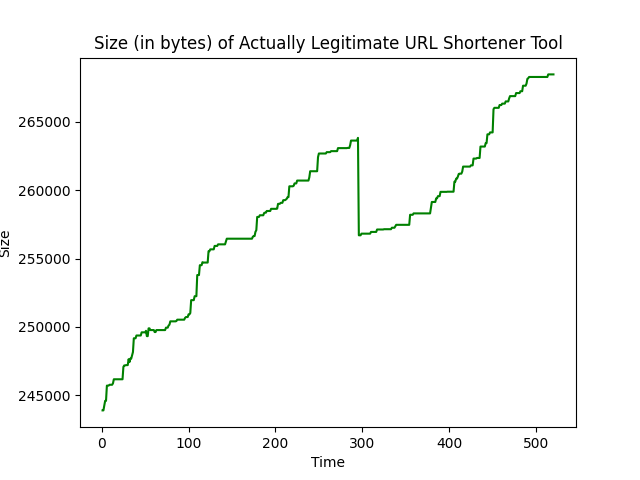 Size (in bytes) of Actually Legitimate URL Shortener Tool
265000
260000
255000
250000
245000
Size
0 100 200 300 400 500
Time